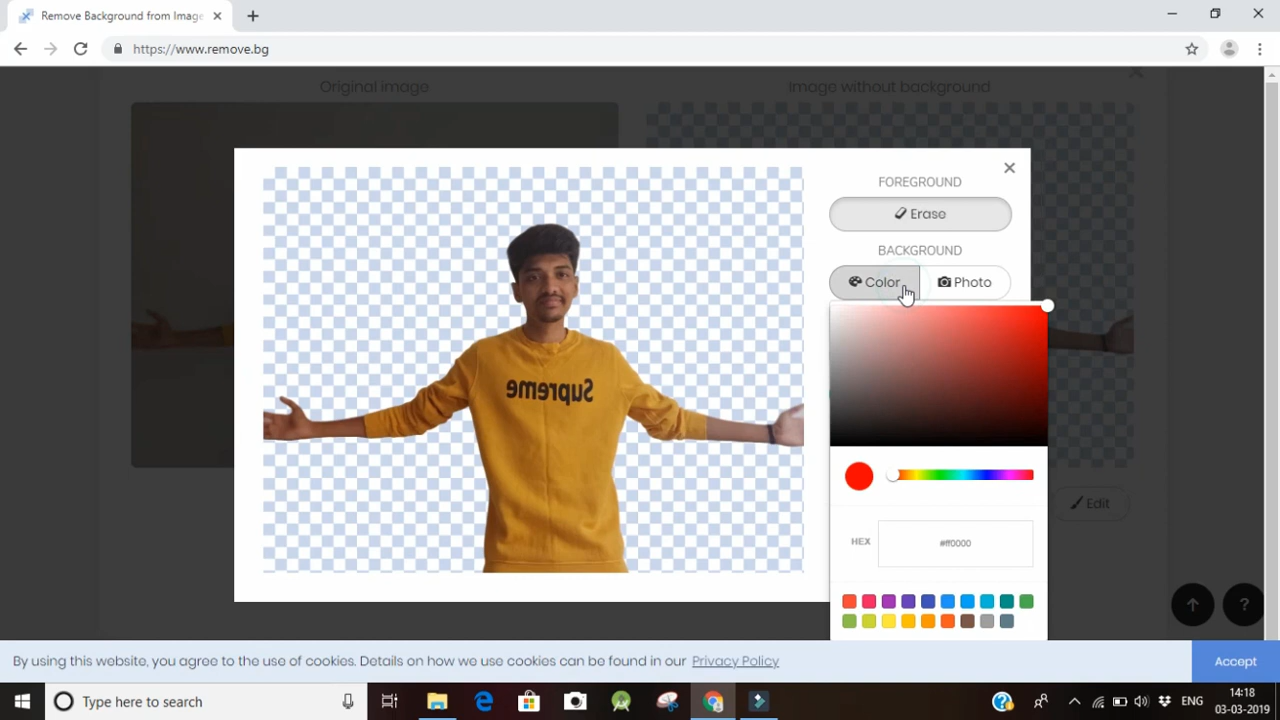 Remove Background from Image
https://www.remove.bg
Original image
Image without background
FOREGROUND
Erase
BACKGROUND
Color
Photo
Supreme
HEX
#ff0000
Edit
?
By using this website, you agree to the use of cookies. Details on how we use cookies can be found in our Privacy Policy
Accept
Type here to search
ENG
14:18
03-03-2019